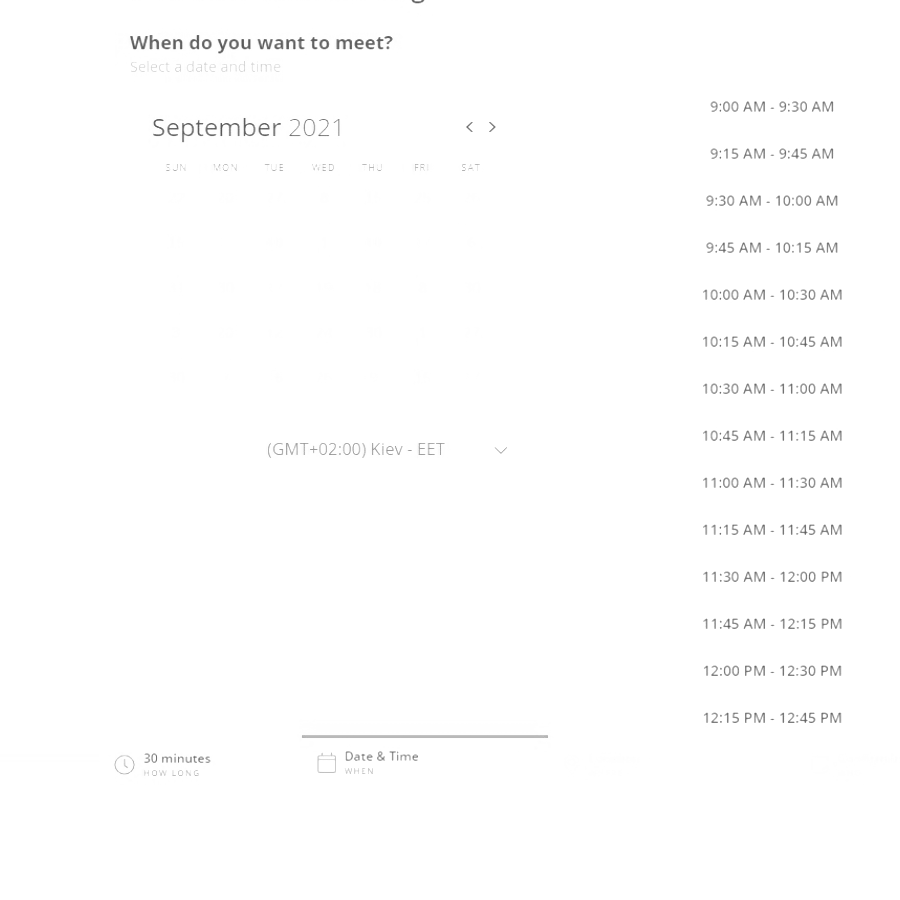 When do you want to meet?
Select a date and time
September 2021
SUN MON TUE WED THU FRI SAT
(GMT+02:00) Kiev - EET
9:00 AM - 9:30 AM
9:15 AM - 9:45 AM
9:30 AM - 10:00 AM
9:45 AM - 10:15 AM
10:00 AM - 10:30 AM
10:15 AM - 10:45 AM
10:30 AM - 11:00 AM
10:45 AM - 11:15 AM
11:00 AM - 11:30 AM
11:15 AM - 11:45 AM
11:30 AM - 12:00 PM
11:45 AM - 12:15 PM
12:00 PM - 12:30 PM
12:15 PM - 12:45 PM
30 minutes
HOW LONG
Date & Time
WHEN